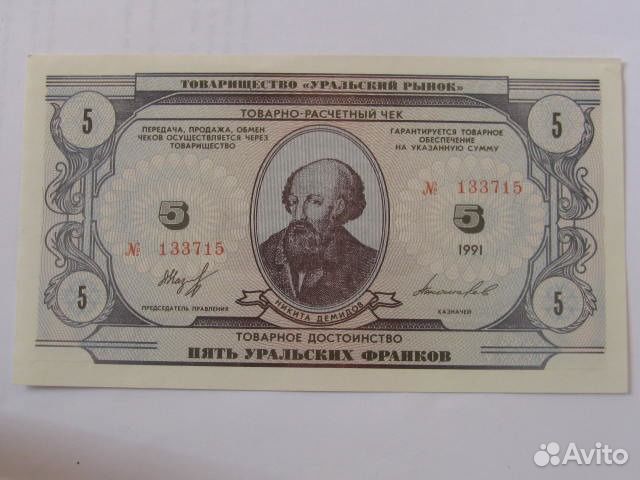 ТОВАРИЩЕСТВО «УРАЛЬСКИЙ РЫНОК»
ТОВАРНО-РАСЧЕТНЫЙ ЧЕК
5
5
ПЕРЕДАЧА, ПРОДАЖА, ОБМЕН
ЧЕКОВ ОСУЩЕСТВЛЯЕТСЯ ЧЕРЕЗ
ТОВАРИЩЕСТВО
ГАРАНТИРУЕТСЯ ТОВАРНОЕ
ОБЕСПЕЧЕНИЕ
НА УКАЗАННУЮ СУММУ
№ 133715
5
5
№ 133715
1991
5
5
НИКИТА ДЕМИДОВ
ПРЕДСЕДАТЕЛЬ ПРАВЛЕНИЯ
КАЗНАЧЕЙ
ТОВАРНОЕ ДОСТОИНСТВО
ПЯТЬ УРАЛЬСКИХ ФРАНКОВ
Avito